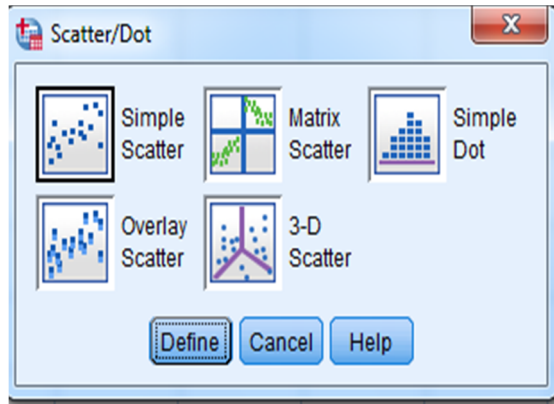 Scatter/Dot
Simple
Scatter
Matrix
Scatter
Simple
Dot
Overlay
Scatter
3-D
Scatter
Define
Cancel
Help